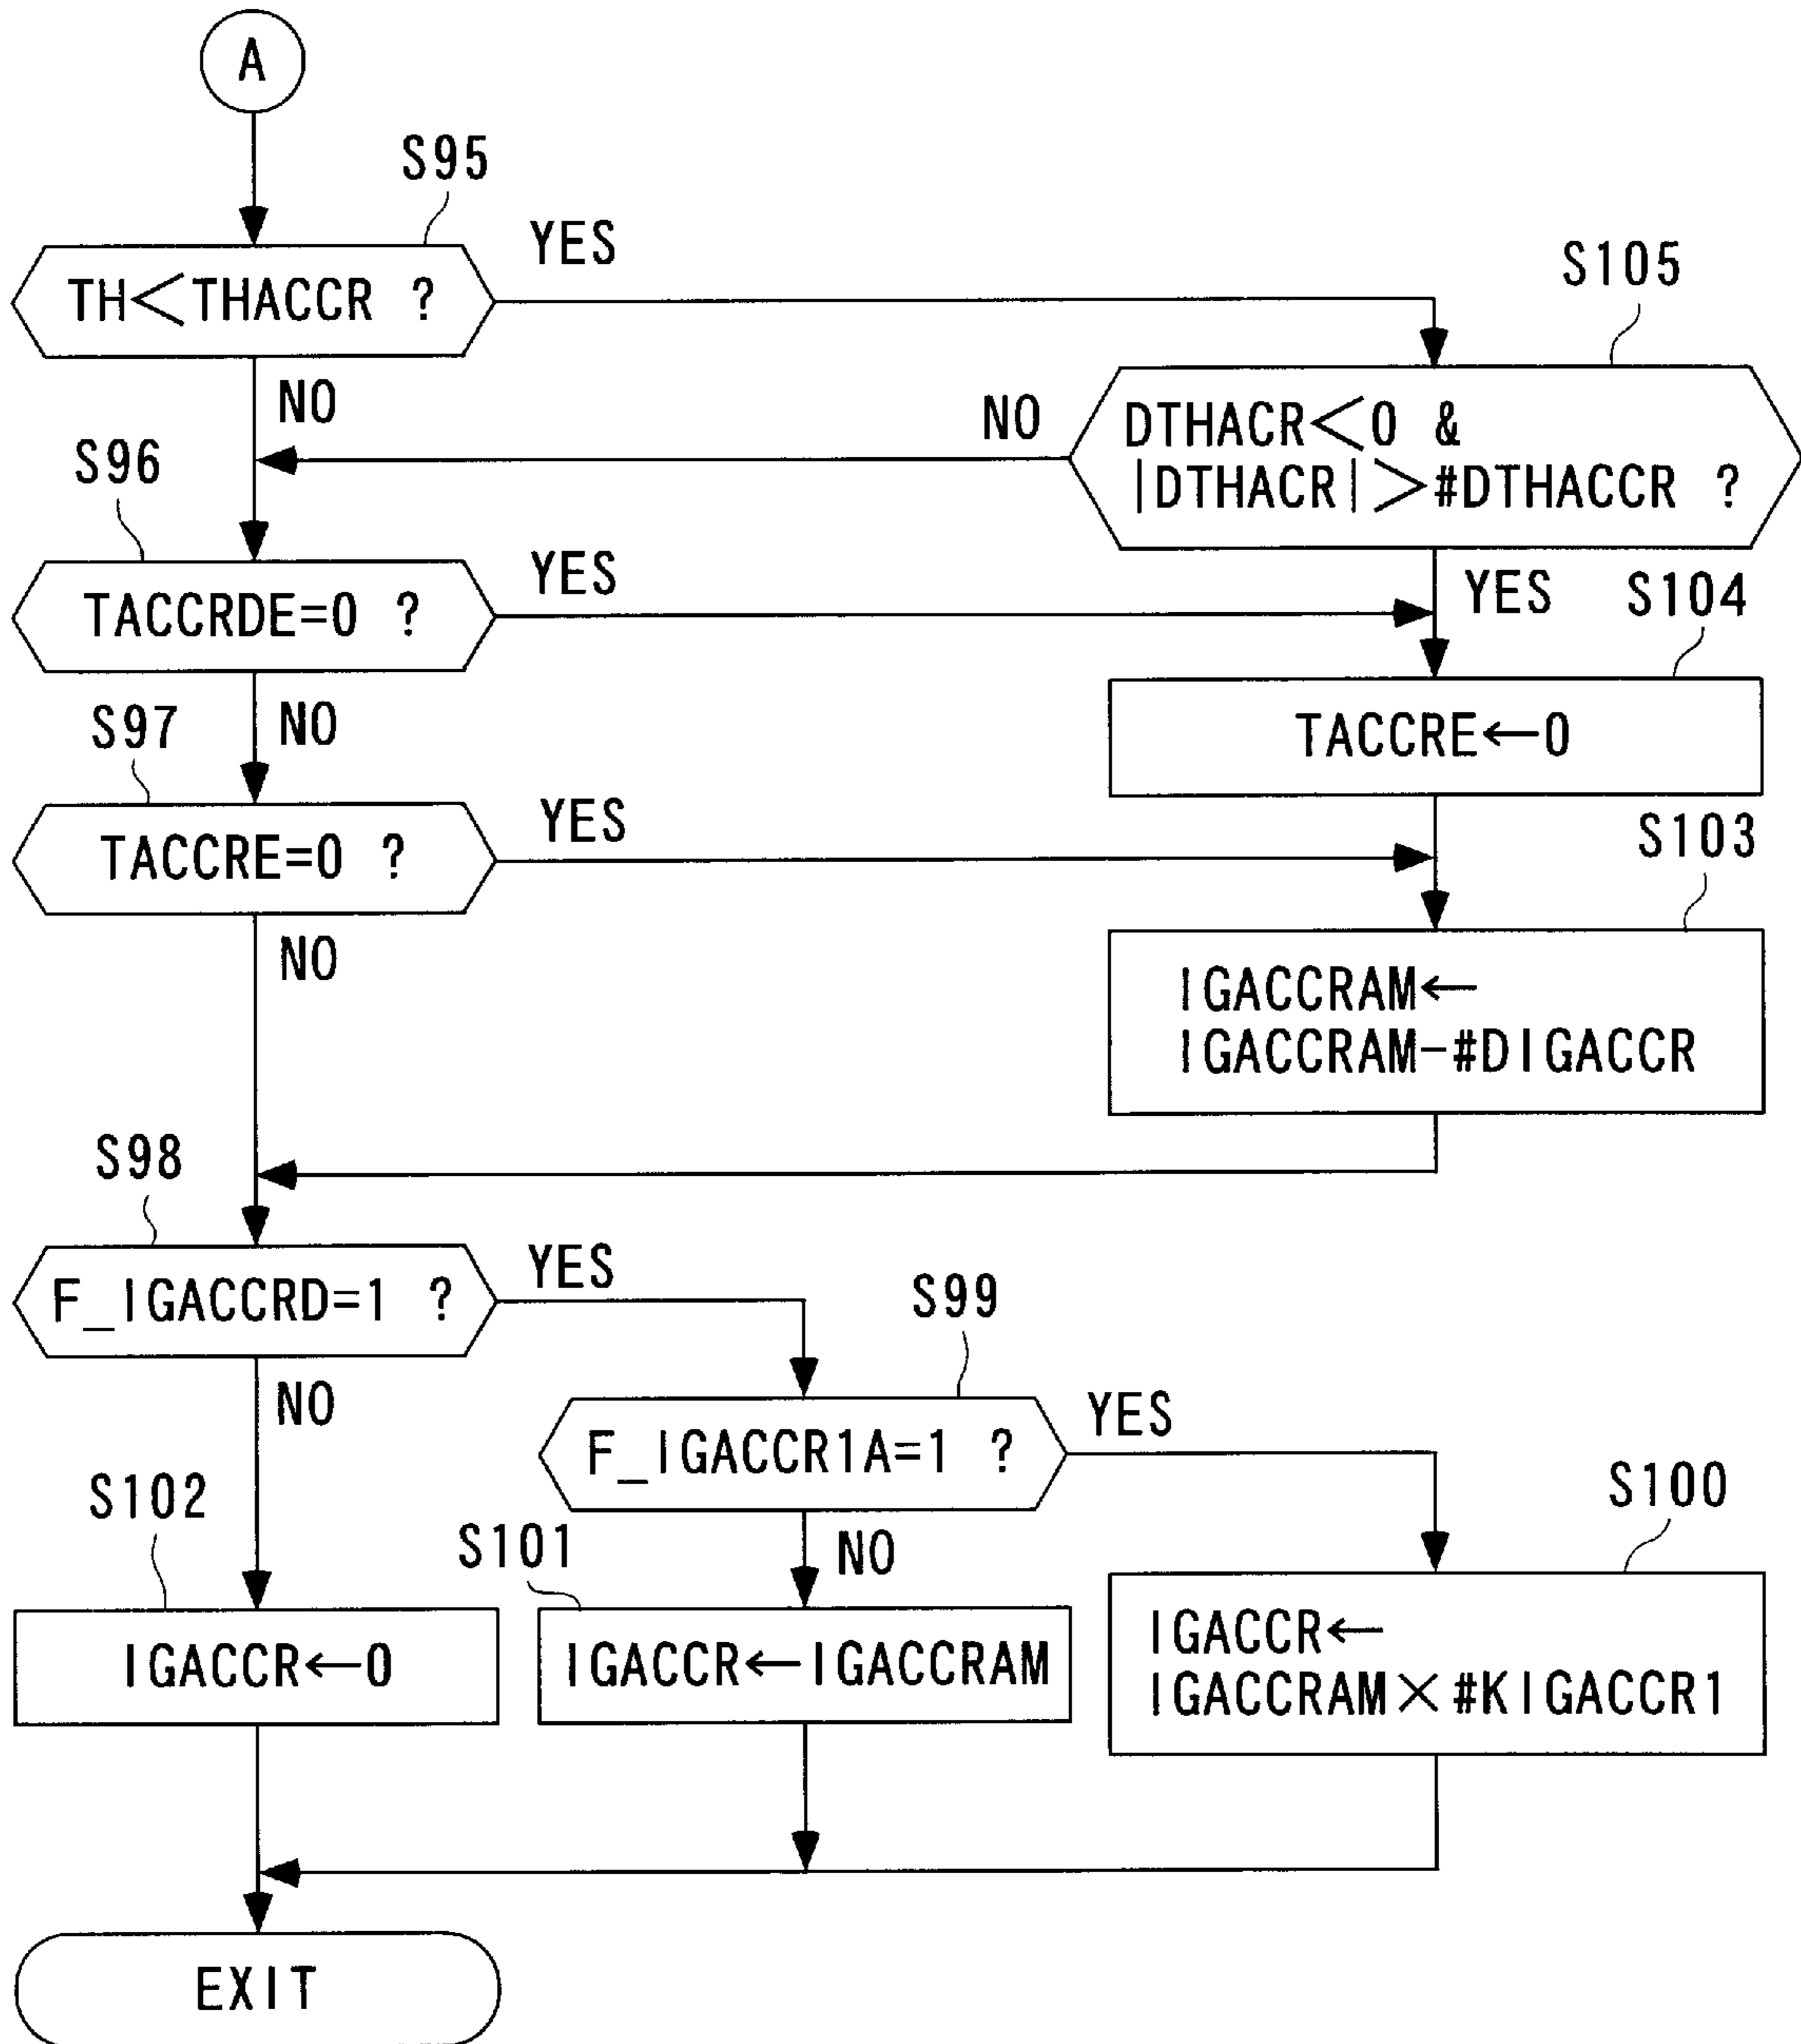 A
S95
TH<THACCR ?
YES
NO
S105
DTHACR<0 &
|DTHACR|>#DTHACCR ?
NO
YES
S96
TACCRDE=0 ?
YES
NO
S104
TACCRE←0
S97
TACCRE=0 ?
YES
NO
S103
IGACCRAM←
IGACCRAM-#DIGACCR
S98
F_IGACCRD=1 ?
YES
NO
S99
F_IGACCR1A=1 ?
YES
NO
S102
IGACCR←0
S101
IGACCR←IGACCRAM
S100
IGACCR←
IGACCRAM×#KIGACCR1
EXIT